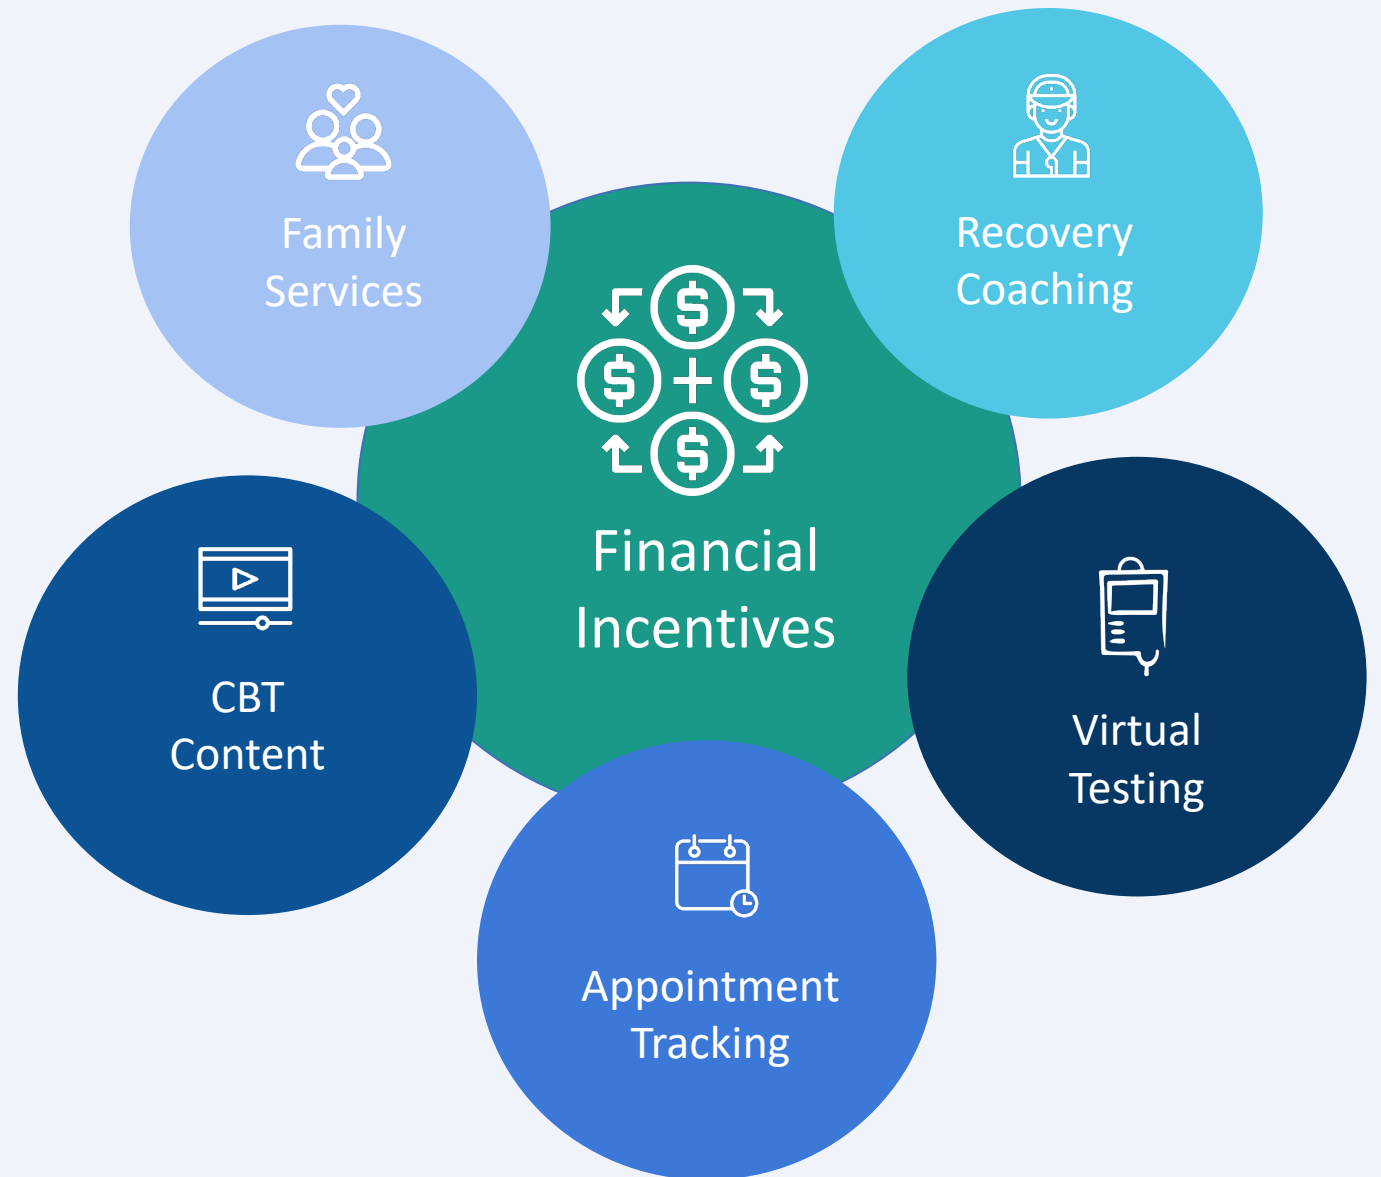 Family
Services
Recovery
Coaching
Financial
Incentives
CBT
Content
Virtual
Testing
Appointment
Tracking